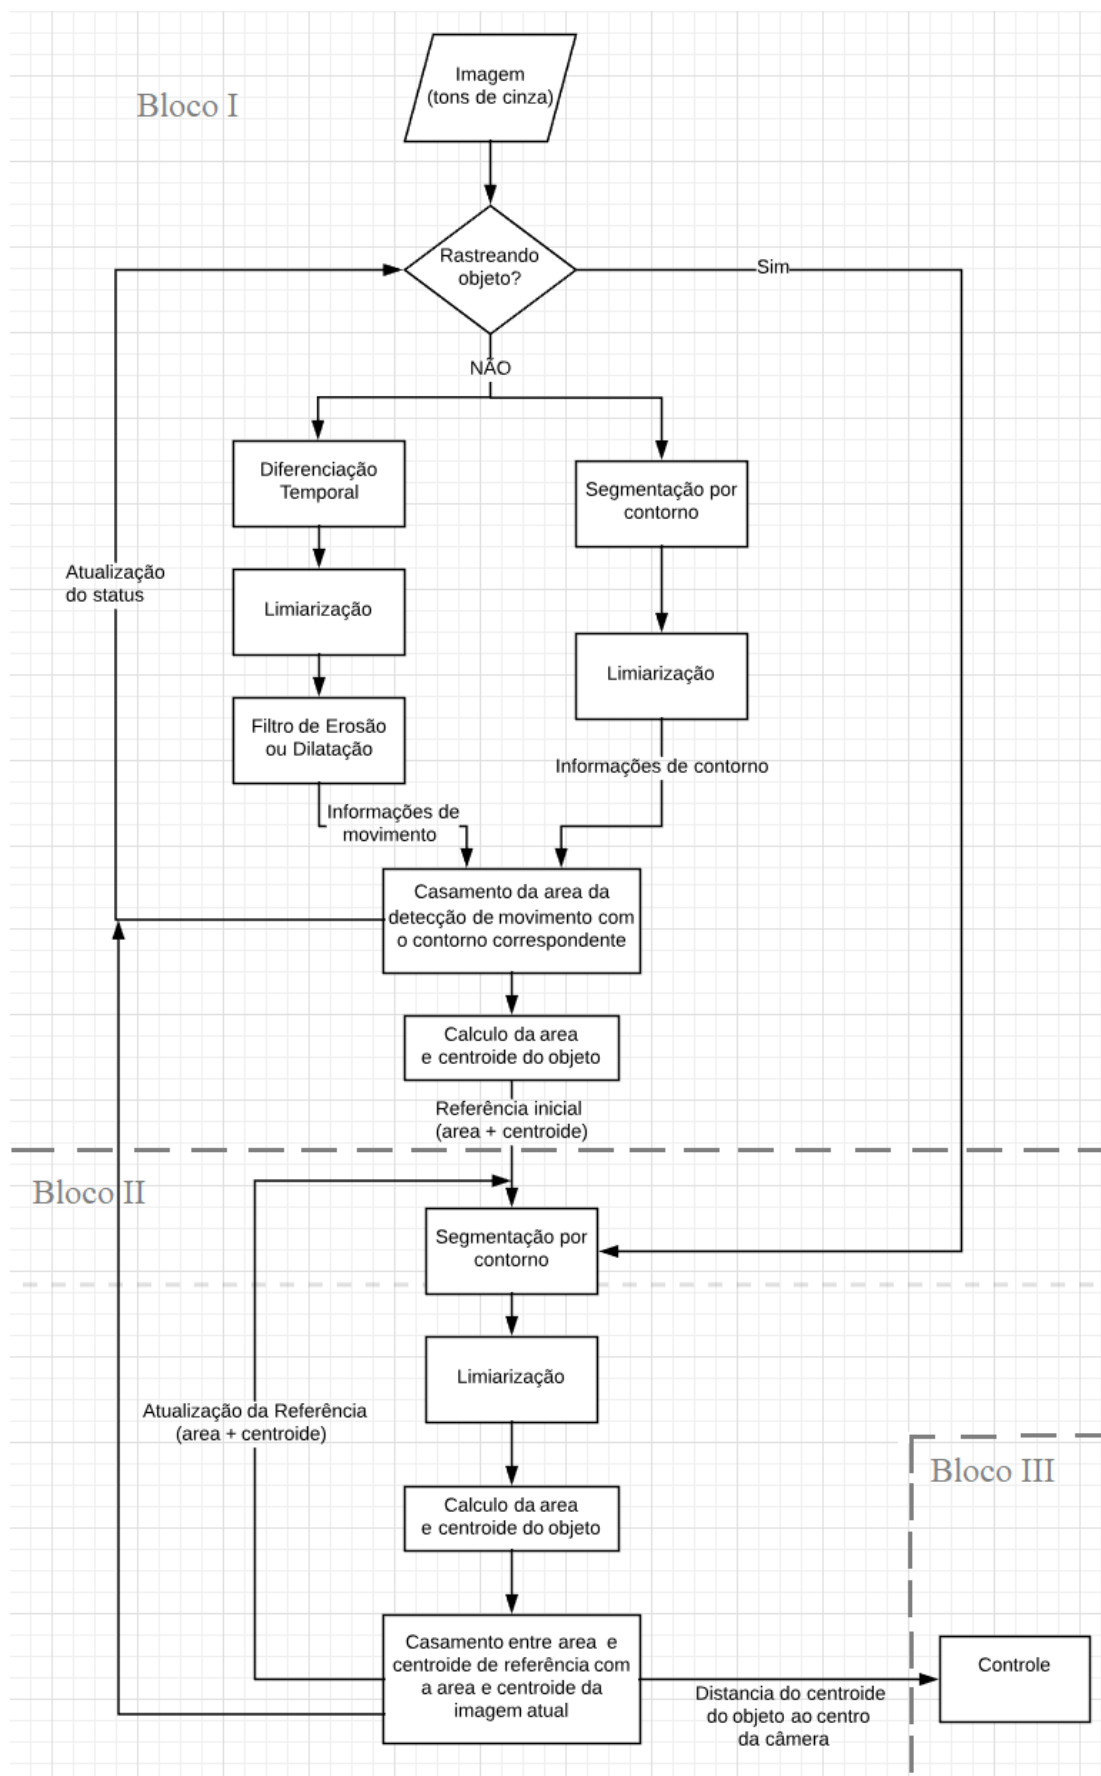 Bloco I
Imagem
(tons de cinza)
Rastreando
objeto?
Sim
NÃO
Diferenciação
Temporal
Segmentação por
contorno
Atualização
do status
Limiarização
Limiarização
Filtro de Erosão
ou Dilatação
Informações de contorno
Informações de
movimento
Casamento da area da
detecção de movimento com
o contorno correspondente
Calculo da area
e centroide do objeto
Referência inicial
(area + centroide)
Bloco II
Segmentação por
contorno
Limiarização
Atualização da Referência
(area + centroide)
Bloco III
Calculo da area
e centroide do objeto
Casamento entre area e
centroide de referência com
a area e centroide da
imagem atual
Controle
Distancia do centroide
do objeto ao centro
da câmera